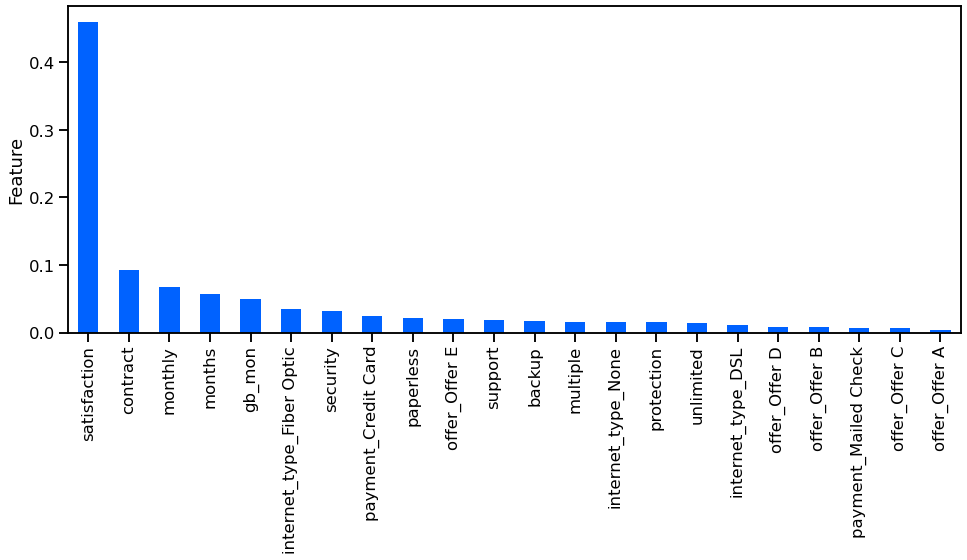 Feature
0.4
0.3
0.2
0.1
0.0
satisfaction
contract
monthly
months
gb_mon
internet_type_Fiber Optic
security
payment_Credit Card
paperless
offer_Offer E
support
backup
multiple
internet_type_None
protection
unlimited
internet_type_DSL
offer_Offer D
offer_Offer B
payment_Mailed Check
offer_Offer C
offer_Offer A